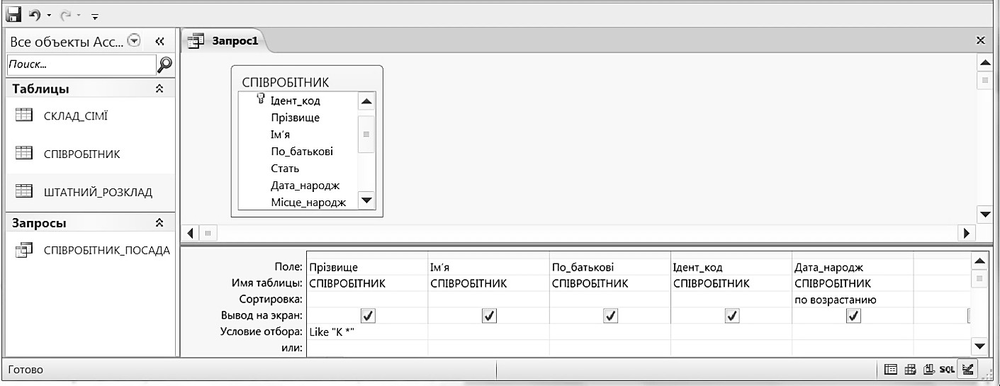 Все объекты Acc...
Поиск...
Таблицы
СКЛАД_СІМЇ
СПІВРОБІТНИК
ШТАТНИЙ_РОЗКЛАД
Запросы
СПІВРОБІТНИК_ПОСАДА
Запрос1
СПІВРОБІТНИК
Ідент_код
Прізвище
Ім´я
По_батькові
Стать
Дата_народж
Місце_народж
Поле: Прізвище Ім´я По_батькові Ідент_код Дата_народж
Имя таблицы: СПІВРОБІТНИК СПІВРОБІТНИК СПІВРОБІТНИК СПІВРОБІТНИК СПІВРОБІТНИК
Сортировка: по возрастанию
Вывод на экран:
Условие отбора: Like "К *"
или:
Готово SQL